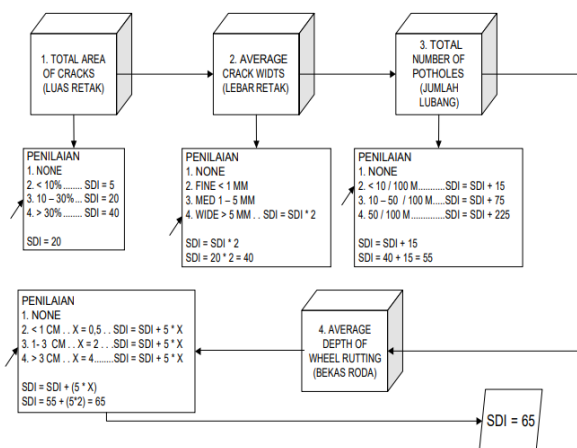 1. TOTAL AREA
OF CRACKS
(LUAS RETAK)
2. AVERAGE
CRACK WIDTS
(LEBAR RETAK)
3. TOTAL
NUMBER OF
POTHOLES
(JUMLAH
LUBANG)
PENILAIAN
1. NONE
2. < 10%....... SDI = 5
3. 10 – 30%... SDI = 20
4. > 30%...... SDI = 40
SDI = 20
PENILAIAN
1. NONE
2. FINE < 1 MM
3. MED 1 – 5 MM
4. WIDE > 5 MM . . SDI = SDI * 2
SDI = SDI * 2
SDI = 20 * 2 = 40
PENILAIAN
1. NONE
2. < 10 / 100 M............SDI = SDI + 15
3. 10 – 50 / 100 M.....SDI = SDI + 75
4. 50 / 100 M..............SDI = SDI + 225
SDI = SDI + 15
SDI = 40 + 15 = 55
PENILAIAN
1. NONE
2. < 1 CM . . X = 0,5 . . SDI = SDI + 5 * X
3. 1- 3 CM . . X = 2 . . . SDI = SDI + 5 * X
4. > 3 CM . . X = 4.......SDI = SDI + 5 * X
SDI = SDI + (5 * X)
SDI = 55 + (5*2) = 65
4. AVERAGE
DEPTH OF
WHEEL RUTTING
(BEKAS RODA)
SDI = 65